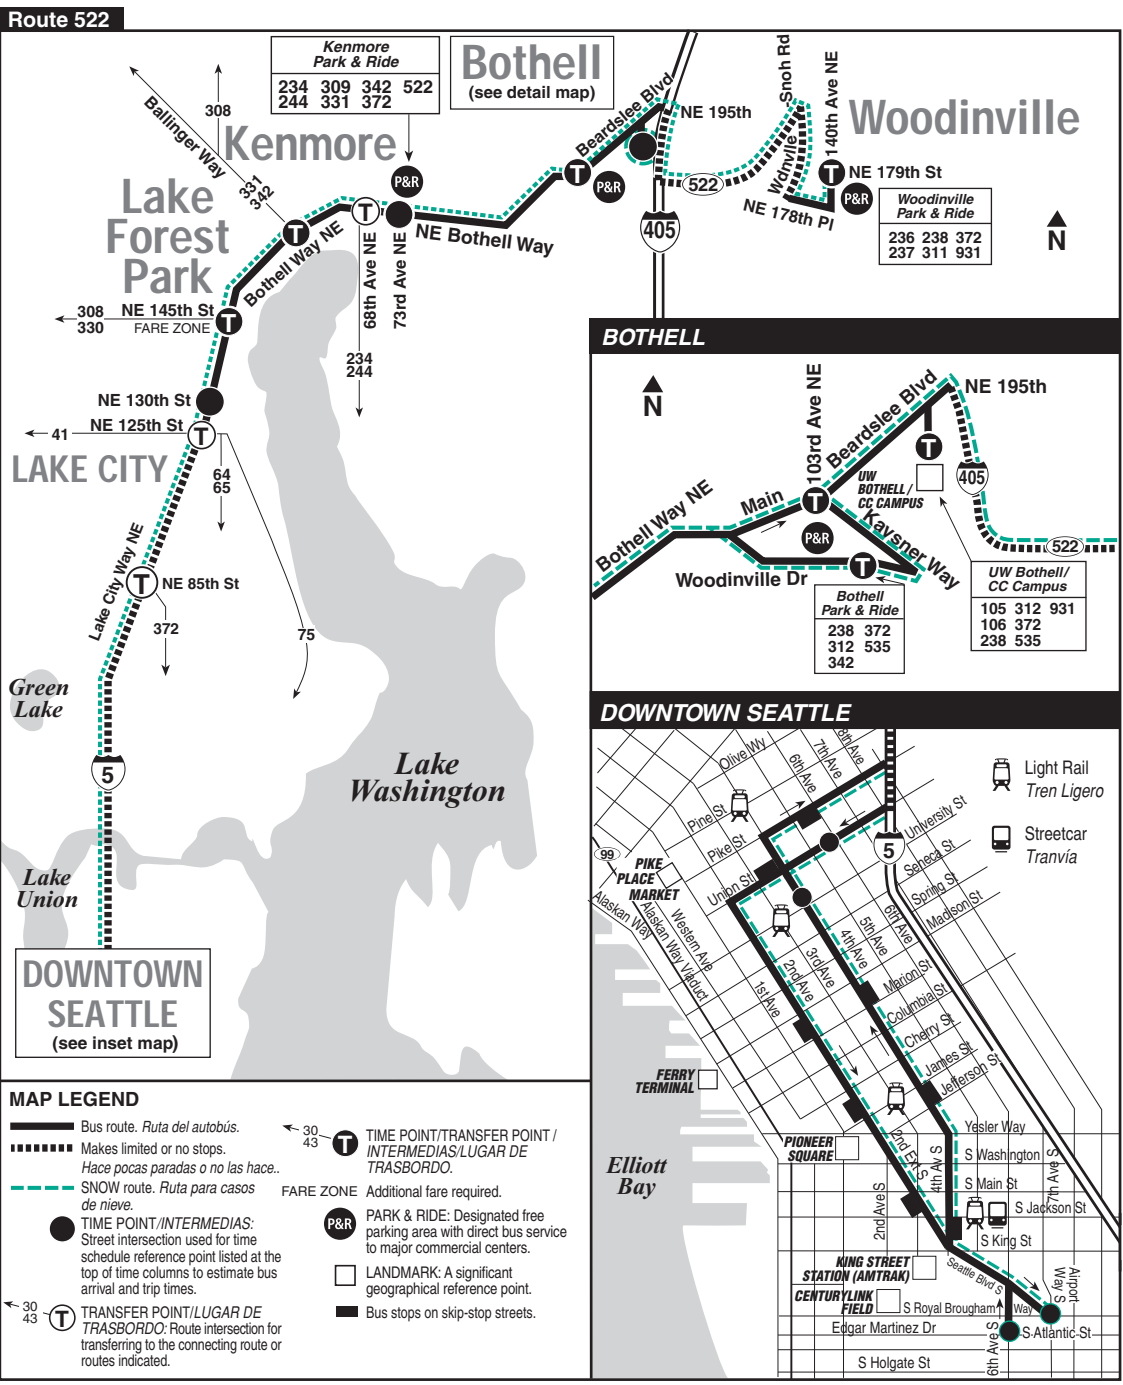 Route 522
Kenmore
Park & Ride
234 309 342 522
244 331 372
Bothell
(see detail map)
Woodinville
Kenmore
Lake
Forest
Park
LAKE CITY
308
Ballinger Way
331
342
P&R
T
T
Bothell Way NE
68th Ave NE
73rd Ave NE
NE Bothell Way
234
244
Beardslee Blvd
T
P&R
NE 195th
522
405
Wdnville - Snoh Rd
140th Ave NE
T
NE 179th St
P&R
NE 178th Pl
Woodinville
Park & Ride
236 238 372
237 311 931
N
308
330
NE 145th St
FARE ZONE
T
NE 130th St
NE 125th St
41
T
64
65
75
Lake City Way NE
T
NE 85th St
372
Green
Lake
5
Lake
Washington
Lake
Union
DOWNTOWN
SEATTLE
(see inset map)
BOTHELL
N
Bothell Way NE
Main
103rd Ave NE
Beardslee Blvd
NE 195th
T
T
UW
BOTHELL /
CC CAMPUS
405
522
P&R
Kaysner Way
Woodinville Dr
T
Bothell
Park & Ride
238 372
312 535
342
UW Bothell/
CC Campus
105 312 931
106 372
238 535
DOWNTOWN SEATTLE
Light Rail
Tren Ligero
Streetcar
Tranvía
Olive Wy
6th Ave
7th Ave
8th Ave
Pine St
Pike St
Union St
University St
Seneca St
Spring St
Madison St
5
99
PIKE
PLACE
MARKET
Alaskan Way
Alaskan Way Viaduct
Western Ave
1st Ave
2nd Ave
3rd Ave
4th Ave
5th Ave
6th Ave
Marion St
Columbia St
Cherry St
James St
Jefferson St
FERRY
TERMINAL
PIONEER
SQUARE
Elliott
Bay
2nd Ext S
2nd Ave S
4th Av S
Yesler Way
S Washington
S Main St
7th Ave S
S Jackson St
S King St
KING STREET
STATION (AMTRAK)
Seattle Blvd S
Airport
Way S
CENTURYLINK
FIELD
S Royal Brougham Way
Edgar Martinez Dr
S Atlantic St
6th Ave S
S Holgate St
MAP LEGEND
Bus route. Ruta del autobús.
Makes limited or no stops.
Hace pocas paradas o no las hace..
SNOW route. Ruta para casos
de nieve.
TIME POINT/INTERMEDIAS:
Street intersection used for time
schedule reference point listed at the
top of time columns to estimate bus
arrival and trip times.
30
43
T
TRANSFER POINT/LUGAR DE
TRASBORDO: Route intersection for
transferring to the connecting route or
routes indicated.
30
43
T
TIME POINT/TRANSFER POINT /
INTERMEDIAS/LUGAR DE
TRASBORDO.
FARE ZONE Additional fare required.
P&R
PARK & RIDE: Designated free
parking area with direct bus service
to major commercial centers.
LANDMARK: A significant
geographical reference point.
Bus stops on skip-stop streets.